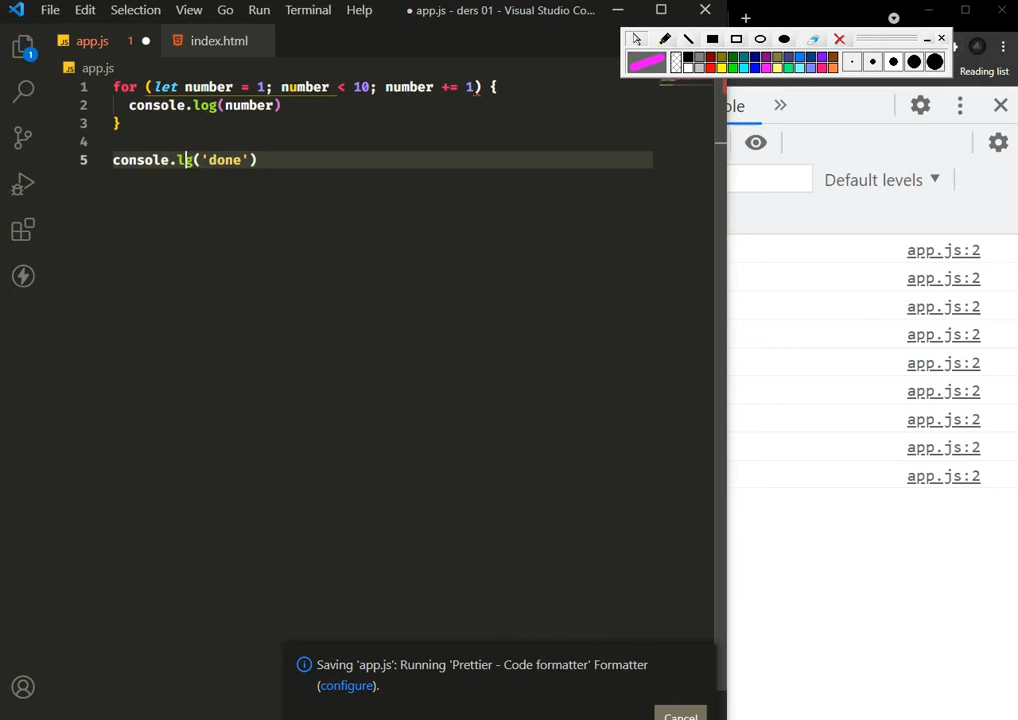 File Edit Selection View Go Run Terminal Help ● app.js - ders 01 - Visual Studio Co...
JS app.js 1 ●
index.html
JS app.js
1 for (let number = 1; number < 10; number += 1) {
2 console.log(number)
3 }
4
5 console.lg('done')
1
Saving 'app.js': Running 'Prettier - Code formatter' Formatter
(configure).
Cancel
Reading list
Default levels ▼
app.js:2
app.js:2
app.js:2
app.js:2
app.js:2
app.js:2
app.js:2
app.js:2
app.js:2